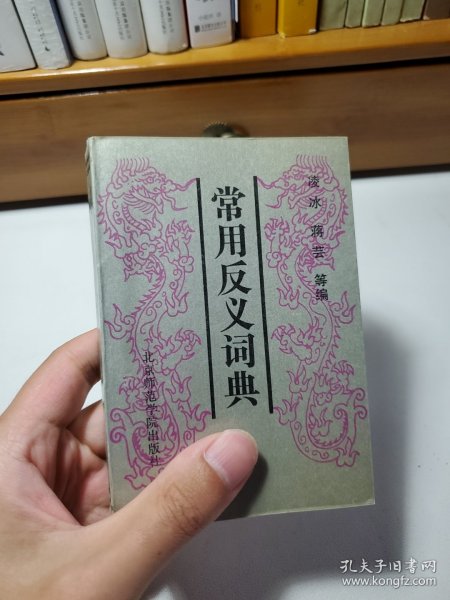 常用反义词典
凌冰 蒋芸 等编
北京师范学院出版社
孔夫子旧书网
www.kongfz.com